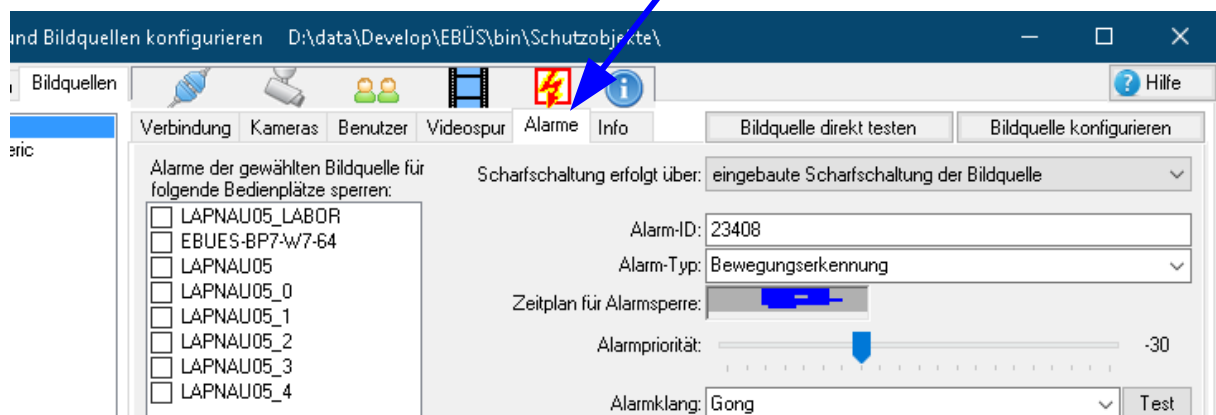 und Bildquellen konfigurieren D:\data\Develop\EBÜS\bin\Schutzobjekte\
Bildquellen
Hilfe
Verbindung Kameras Benutzer Videospur Alarme Info Bildquelle direkt testen Bildquelle konfigurieren
eric
Alarme der gewählten Bildquelle für
folgende Bedienplätze sperren:
LAPNAU05_LABOR
EBUES-BP7-W7-64
LAPNAU05
LAPNAU05_0
LAPNAU05_1
LAPNAU05_2
LAPNAU05_3
LAPNAU05_4
Scharfschaltung erfolgt über: eingebaute Scharfschaltung der Bildquelle
Alarm-ID: 23408
Alarm-Typ: Bewegungserkennung
Zeitplan für Alarmsperre:
Alarmpriorität: -30
Alarmklang: Gong Test